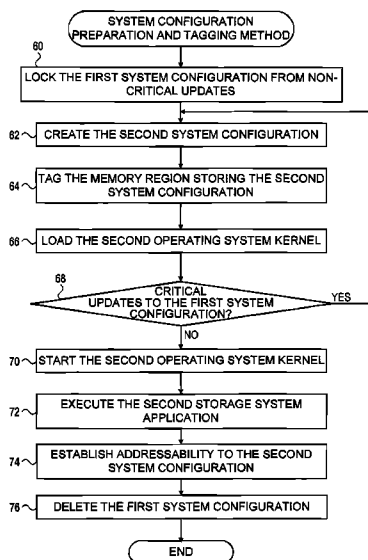 SYSTEM CONFIGURATION
PREPARATION AND TAGGING METHOD
60
LOCK THE FIRST SYSTEM CONFIGURATION FROM NON-
CRITICAL UPDATES
62
CREATE THE SECOND SYSTEM CONFIGURATION
64
TAG THE MEMORY REGION STORING THE SECOND
SYSTEM CONFIGURATION
66
LOAD THE SECOND OPERATING SYSTEM KERNEL
68
CRITICAL
UPDATES TO THE FIRST SYSTEM
CONFIGURATION?
YES
NO
70
START THE SECOND OPERATING SYSTEM KERNEL
72
EXECUTE THE SECOND STORAGE SYSTEM
APPLICATION
74
ESTABLISH ADDRESSABILITY TO THE SECOND
SYSTEM CONFIGURATION
76
DELETE THE FIRST SYSTEM CONFIGURATION
END